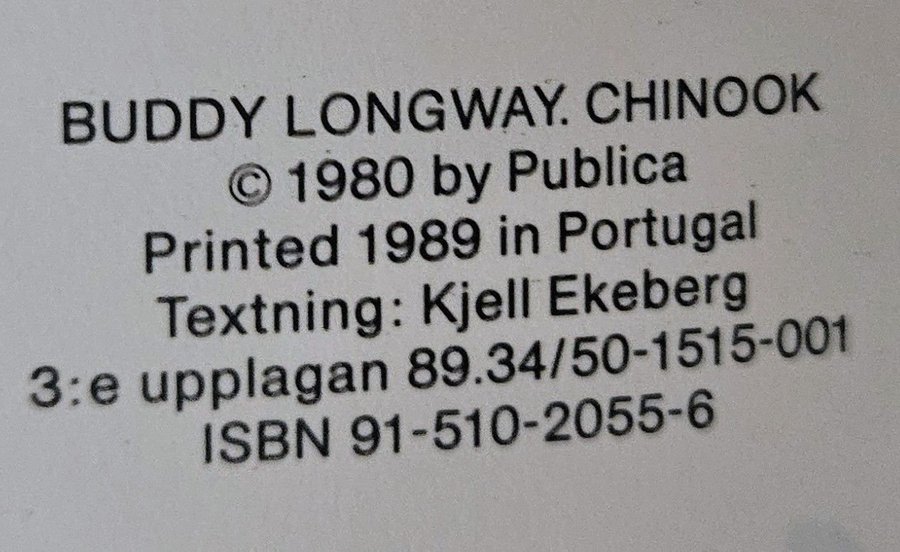 BUDDY LONGWAY. CHINOOK
© 1980 by Publica
Printed 1989 in Portugal
Textning: Kjell Ekeberg
3:e upplagan 89.34/50-1515-001
ISBN 91-510-2055-6